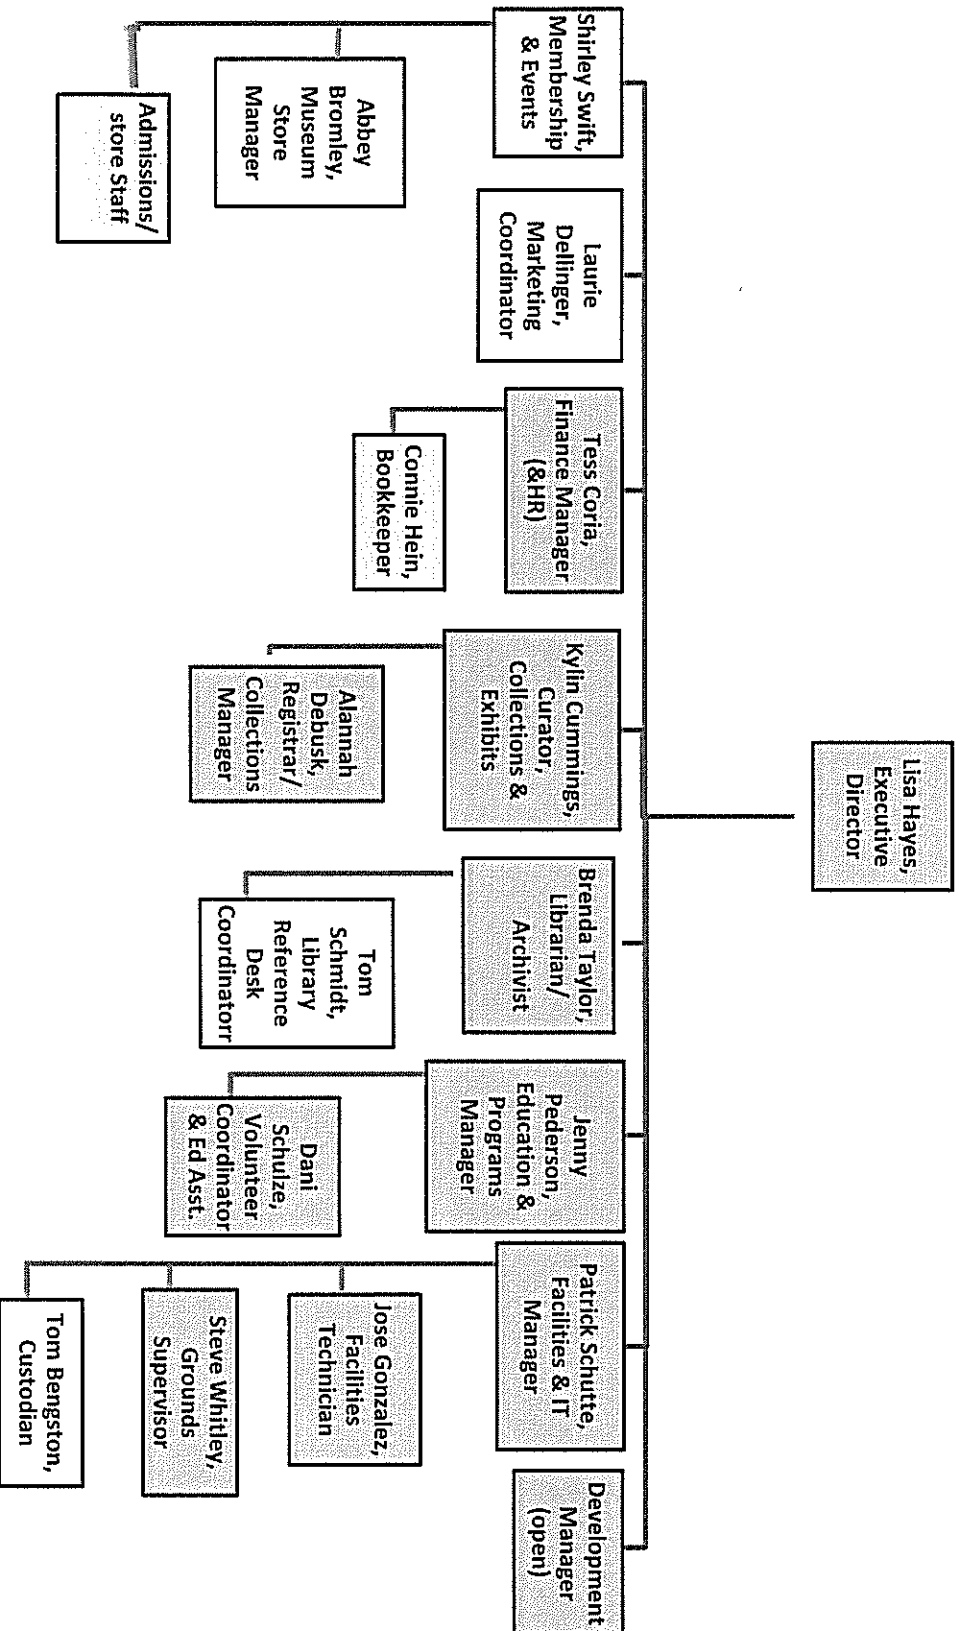 Lisa Hayes,
Executive
Director
Shirley Swift,
Membership
& Events
Abbey
Bromley,
Museum
Store
Manager
Admissions/
store Staff
Laurie
Dellinger,
Marketing
Coordinator
Tess Coria,
Finance Manager
(&HR)
Connie Hein,
Bookkeeper
Kylin Cummings,
Curator,
Collections &
Exhibits
Alannah
Debusk,
Registrar/
Collections
Manager
Brenda Taylor,
Librarian/
Archivist
Tom
Schmidt,
Library
Reference
Desk
Coordinatorr
Jenny
Pederson,
Education &
Programs
Manager
Dani
Schulze,
Volunteer
Coordinator
& Ed Asst.
Patrick Schutte,
Facilities & IT
Manager
Jose Gonzalez,
Facilities
Technician
Steve Whitley,
Grounds
Supervisor
Tom Bengston,
Custodian
Development
Manager
(open)